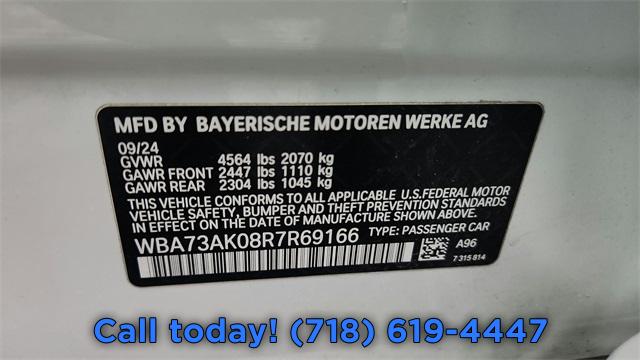 MFD BY BAYERISCHE MOTOREN WERKE AG
09/24
GVWR 4564 lbs 2070 kg
GAWR FRONT 2447 lbs 1110 kg
GAWR REAR 2304 lbs 1045 kg
THIS VEHICLE CONFORMS TO ALL APPLICABLE U.S.FEDERAL MOTOR
VEHICLE SAFETY, BUMPER AND THEFT PREVENTION STANDARDS
IN EFFECT ON THE DATE OF MANUFACTURE SHOWN ABOVE.
WBA73AK08R7R69166 TYPE: PASSENGER CAR
A96
7 315 814
Call today! (718) 619-4447